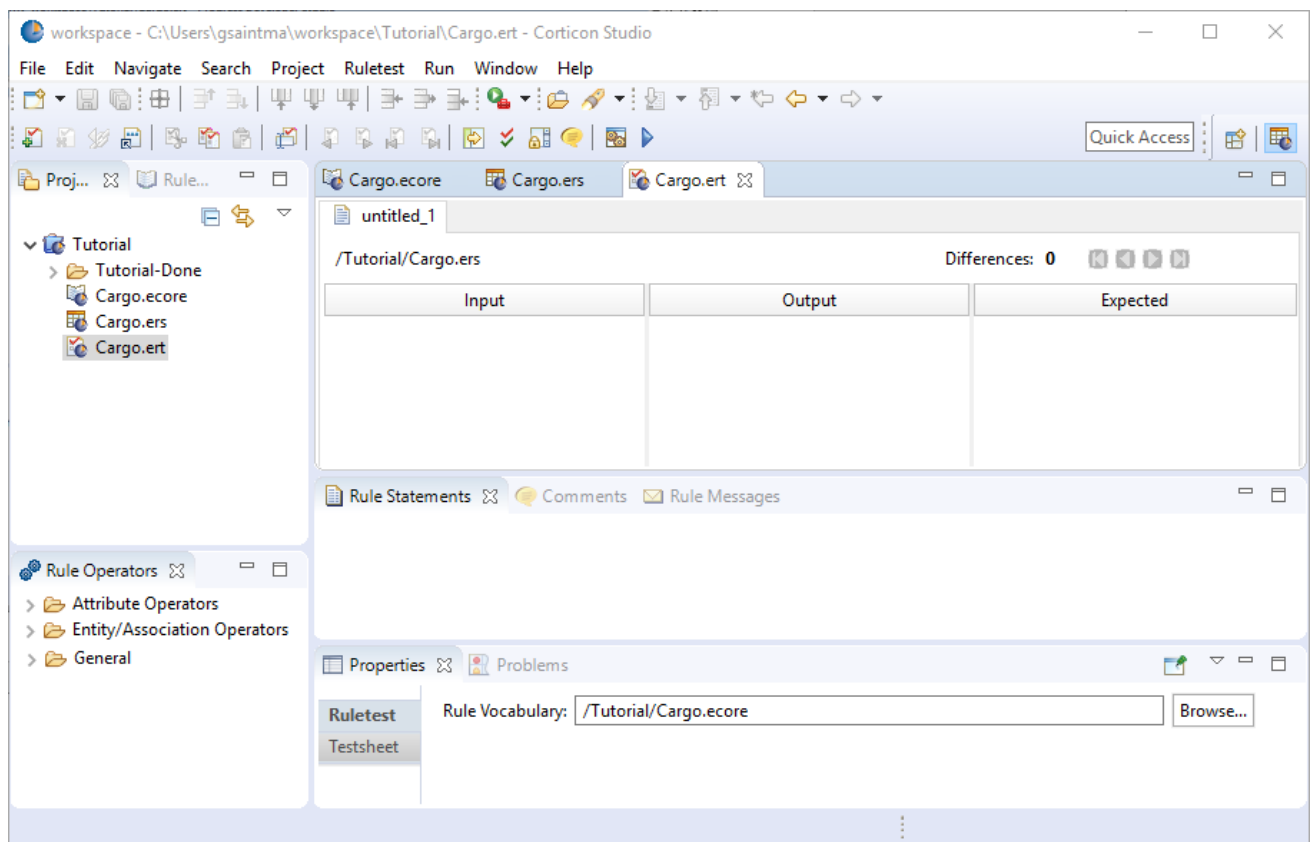 workspace - C:\Users\gsaintma\workspace\Tutorial\Cargo.ert - Corticon Studio
File Edit Navigate Search Project Ruletest Run Window Help
Quick Access
Proj... Rule...
Tutorial
Tutorial-Done
Cargo.ecore
Cargo.ers
Cargo.ert
Cargo.ecore Cargo.ers Cargo.ert
untitled_1
/Tutorial/Cargo.ers Differences: 0
Input Output Expected
Rule Statements Comments Rule Messages
Rule Operators
Attribute Operators
Entity/Association Operators
General
Properties Problems
Ruletest
Testsheet
Rule Vocabulary: /Tutorial/Cargo.ecore Browse...